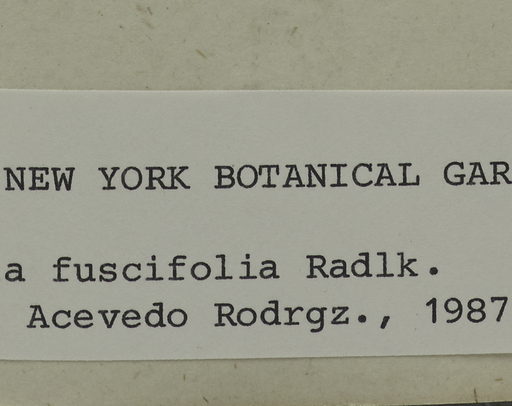 NEW YORK BOTANICAL GAR
a fuscifolia Radlk.
Acevedo Rodrgz., 1987